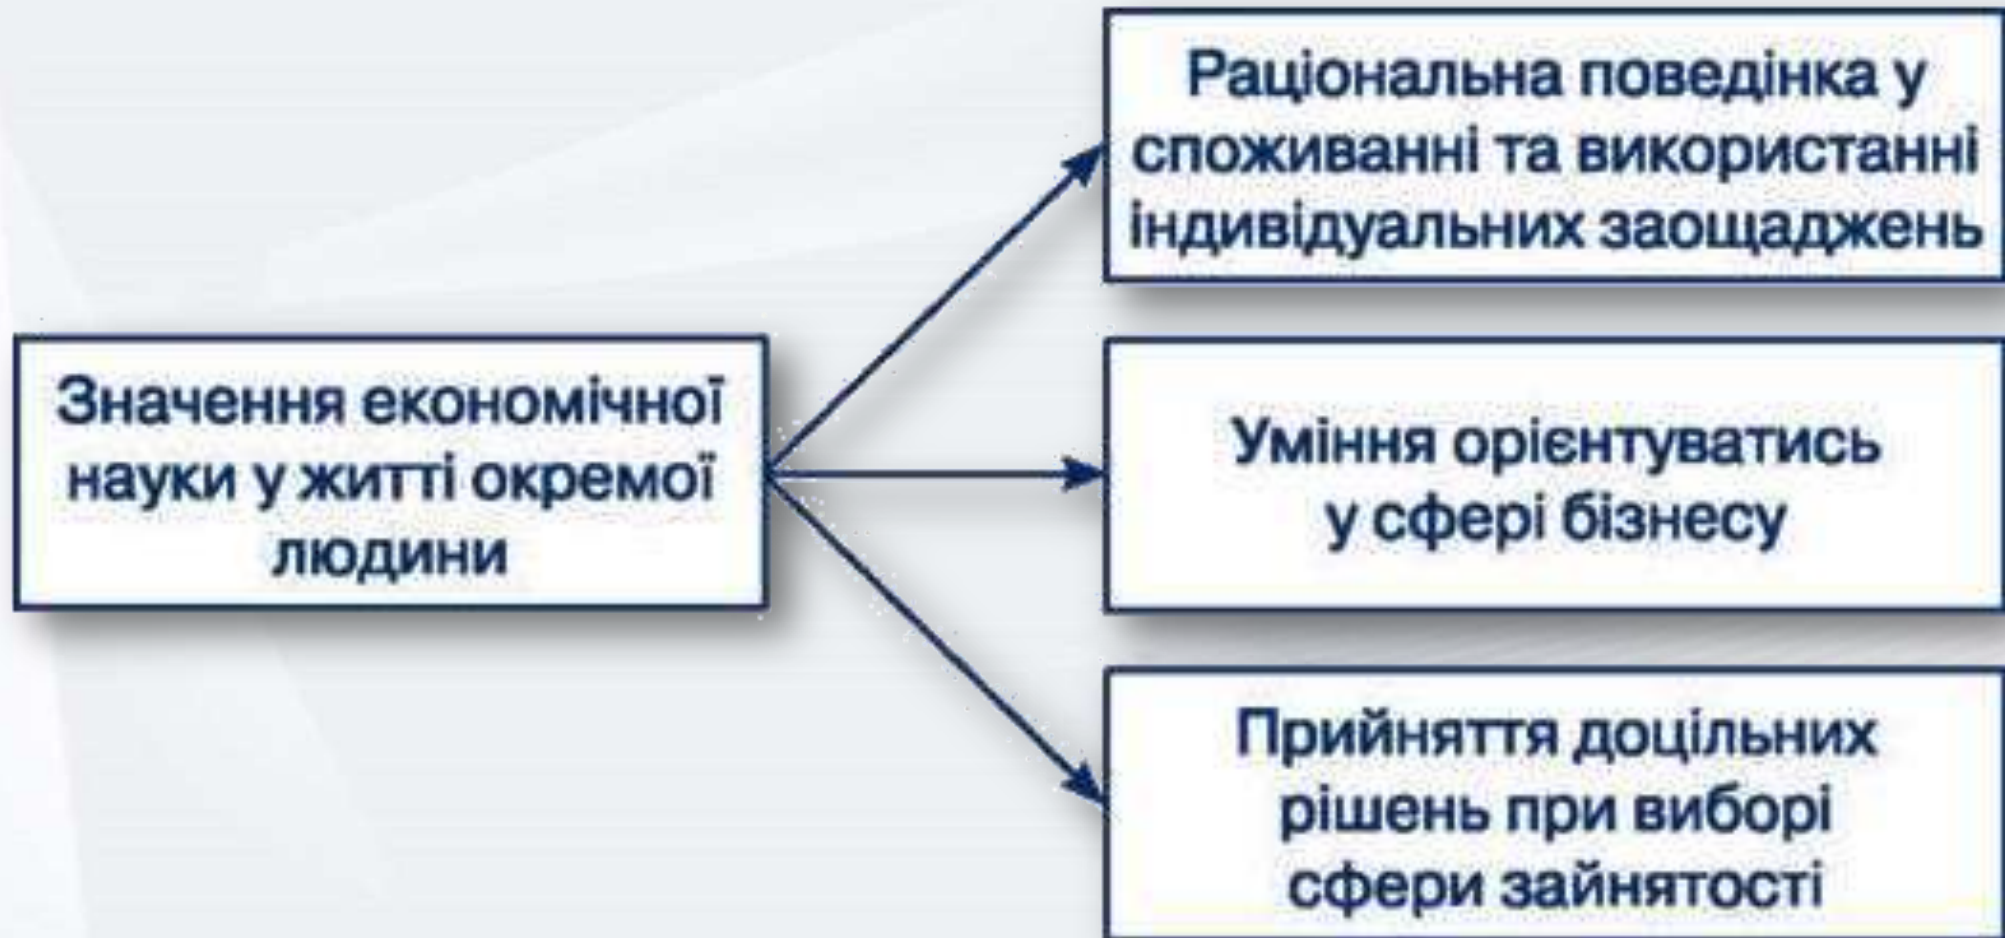 Значення економічної
науки у житті окремої
людини
Раціональна поведінка у
споживанні та використанні
індивідуальних заощаджень
Уміння орієнтуватись
у сфері бізнесу
Прийняття доцільних
рішень при виборі
сфери зайнятості